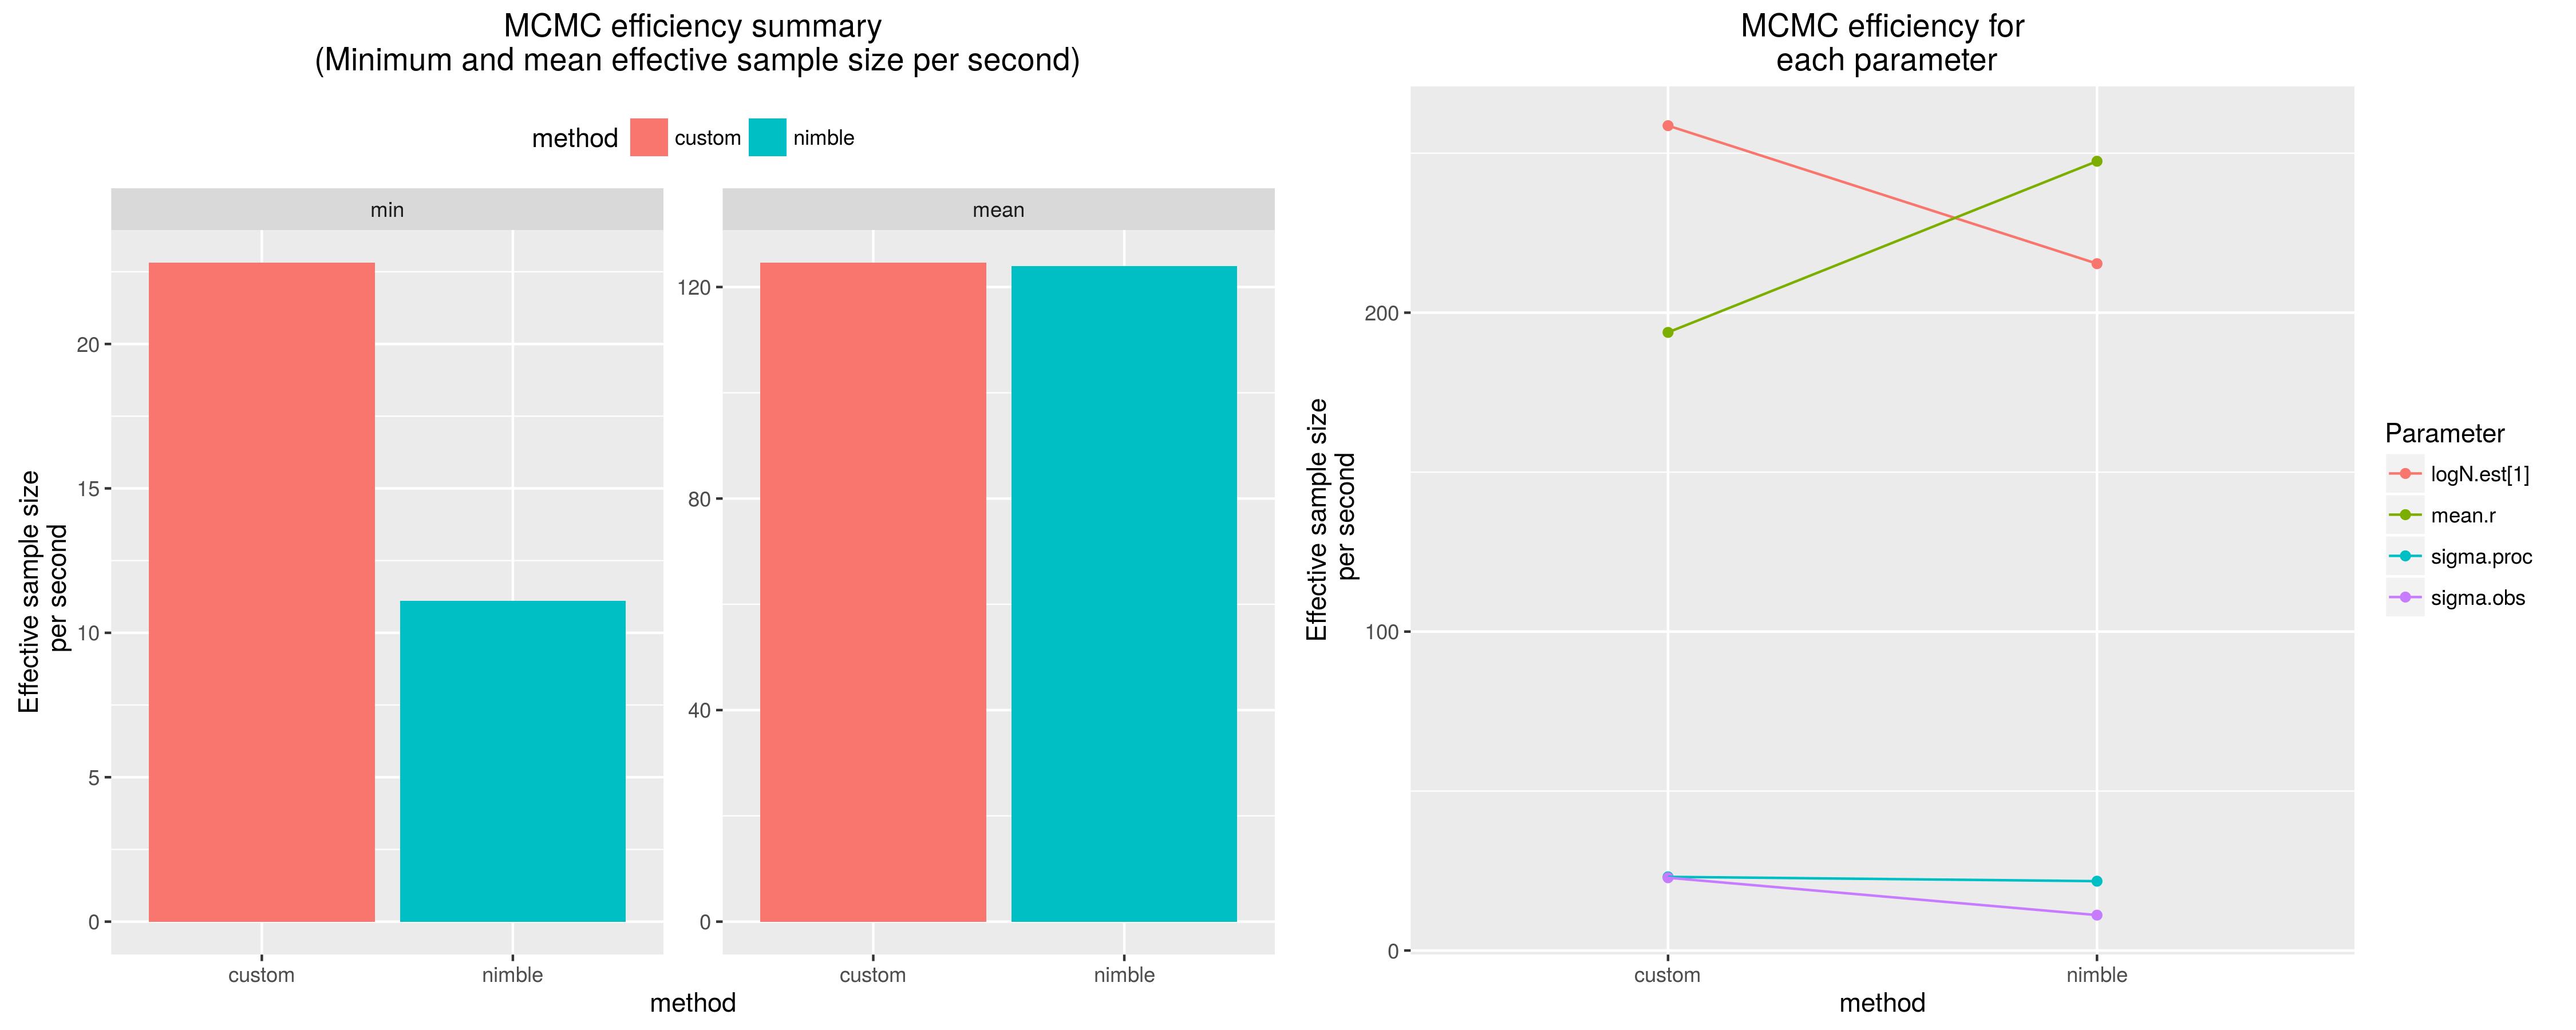 MCMC efficiency summary
(Minimum and mean effective sample size per second)
method custom nimble
min
mean
Effective sample size
per second
20
15
10
5
0
120
80
40
0
custom
nimble
custom
nimble
method
MCMC efficiency for
each parameter
Effective sample size
per second
200
100
0
custom
nimble
method
Parameter
logN.est[1]
mean.r
sigma.proc
sigma.obs